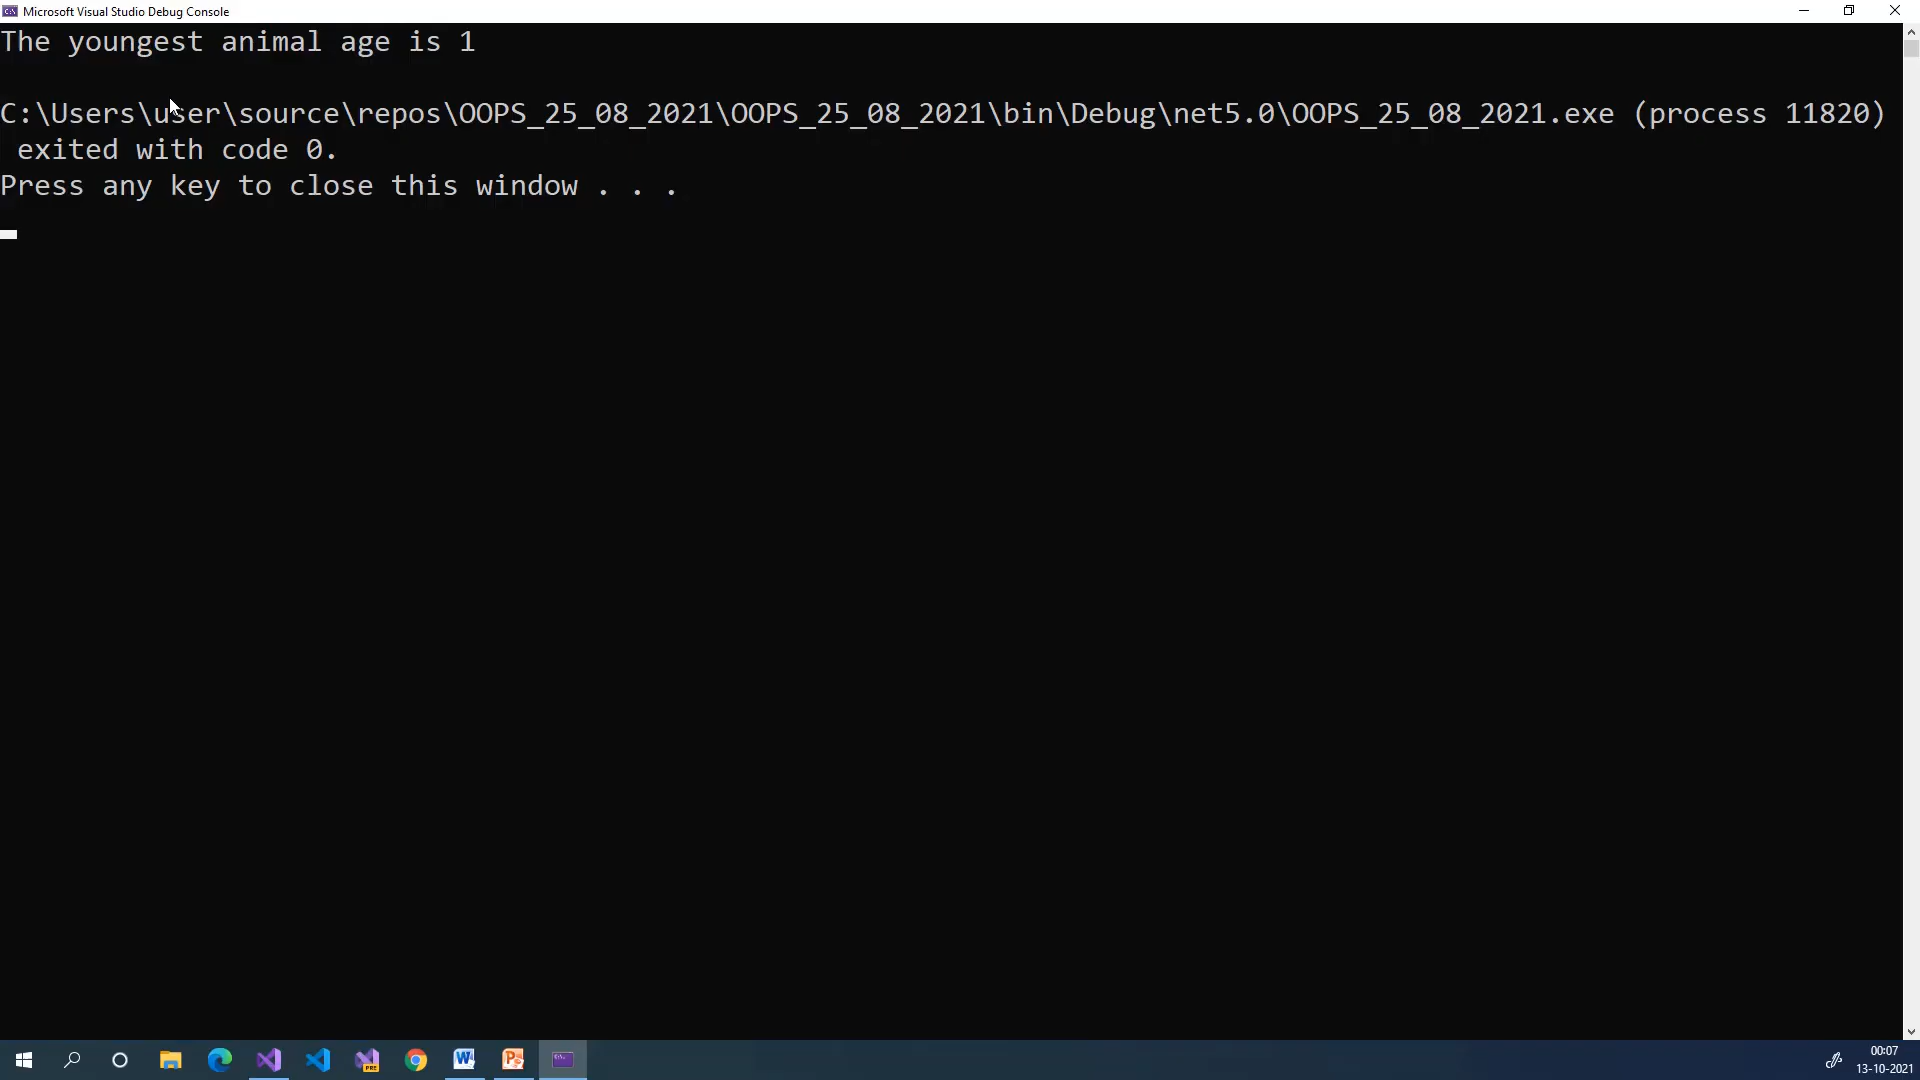 Microsoft Visual Studio Debug Console
The youngest animal age is 1
C:\Users\user\source\repos\OOPS_25_08_2021\OOPS_25_08_2021\bin\Debug\net5.0\OOPS_25_08_2021.exe (process 11820)
exited with code 0.
Press any key to close this window . . .
00:07
13-10-2021